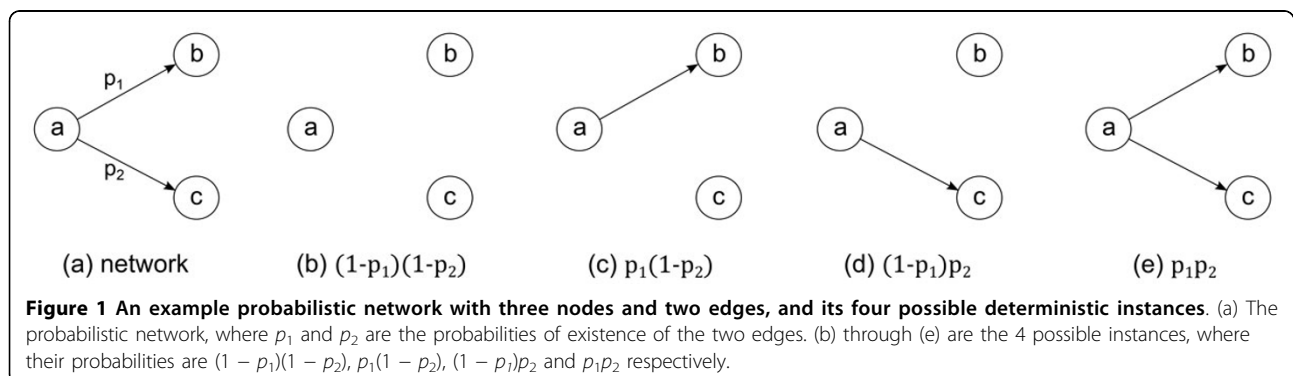 b b b b b
p₁
a a a a a
p₂
c c c c c
(a) network (b) (1-p₁)(1-p₂) (c) p₁(1-p₂) (d) (1-p₁)p₂ (e) p₁p₂
Figure 1 An example probabilistic network with three nodes and two edges, and its four possible deterministic instances. (a) The
probabilistic network, where p₁ and p₂ are the probabilities of existence of the two edges. (b) through (e) are the 4 possible instances, where
their probabilities are (1 − p₁)(1 − p₂), p₁(1 − p₂), (1 − p₁)p₂ and p₁p₂ respectively.